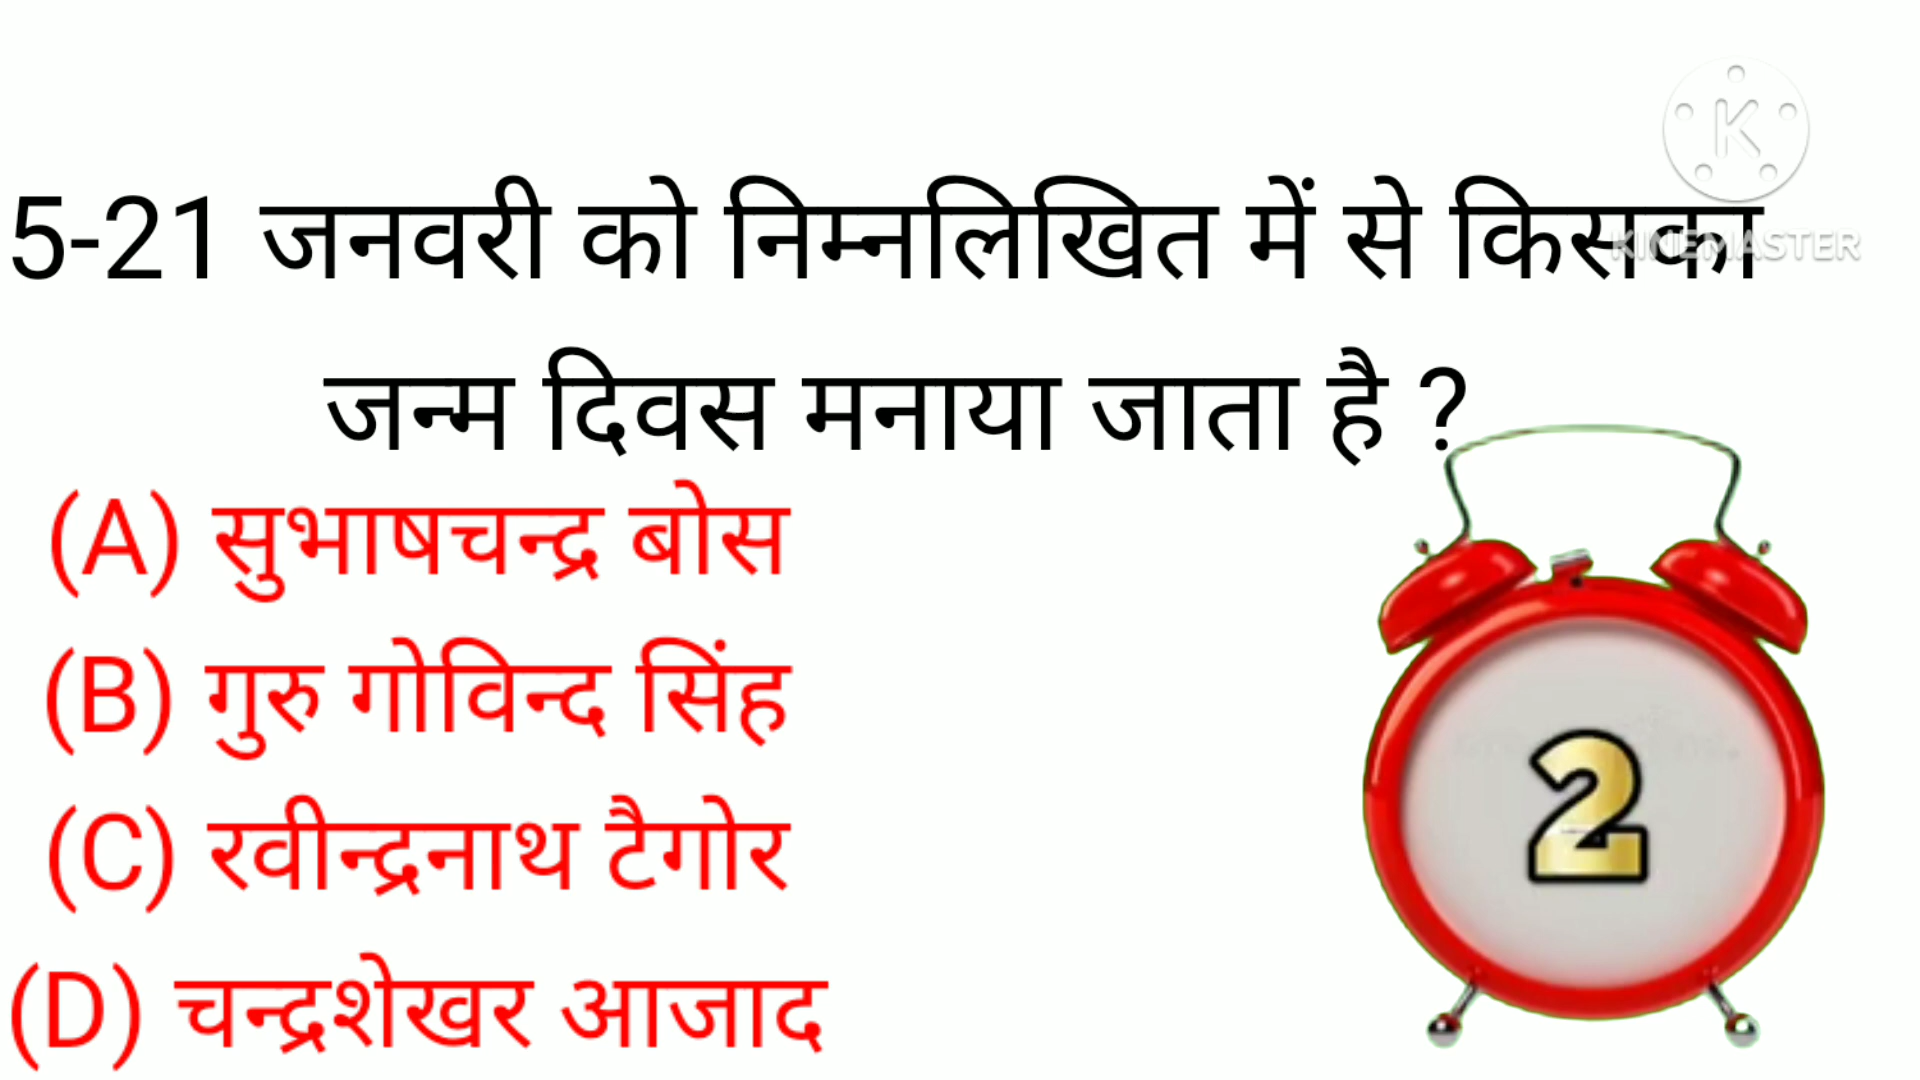 K
KINEMASTER
5-21 जनवरी को निम्नलिखित में से किसका
जन्म दिवस मनाया जाता है ?
(A) सुभाषचन्द्र बोस
(B) गुरु गोविन्द सिंह
(C) रवीन्द्रनाथ टैगोर
(D) चन्द्रशेखर आजाद
2